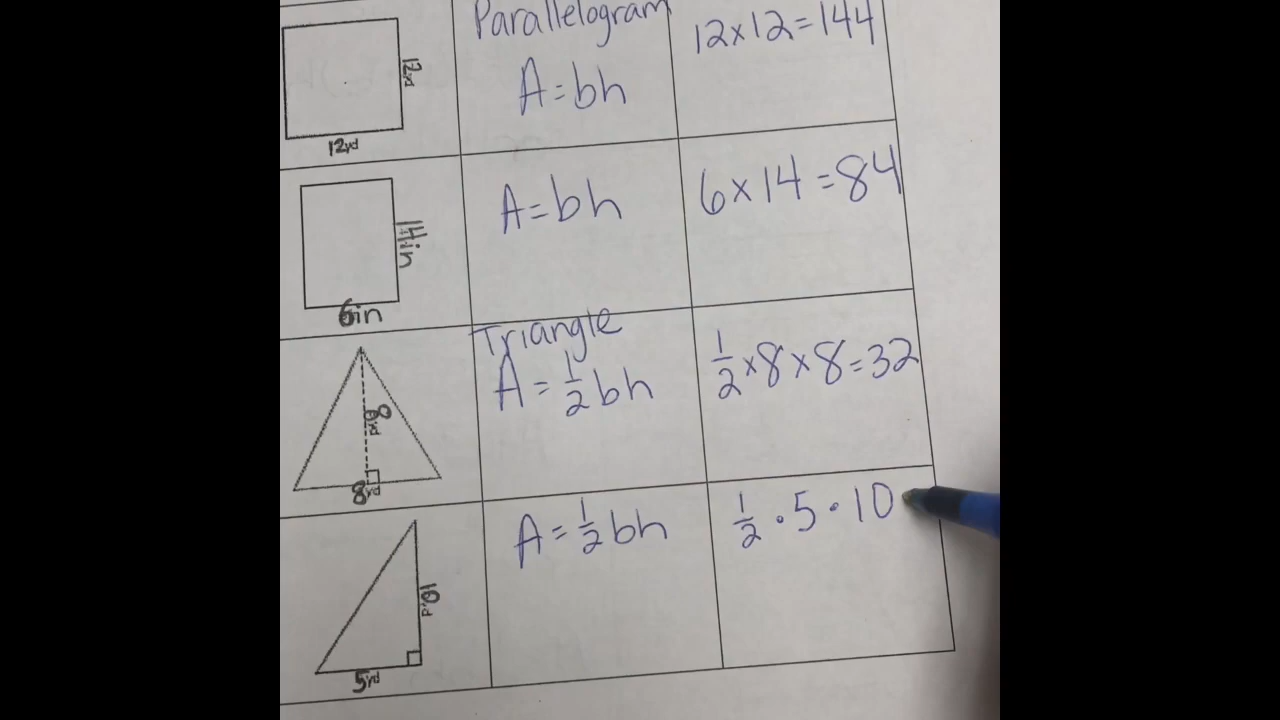 12yd
12yd
Parallelogram
A=bh
12x12=144
14in
6in
A=bh
6x14=84
8yd
8yd
Triangle
A=1/2bh
1/2x8x8=32
10yd
5yd
A=1/2bh
1/2·5·10